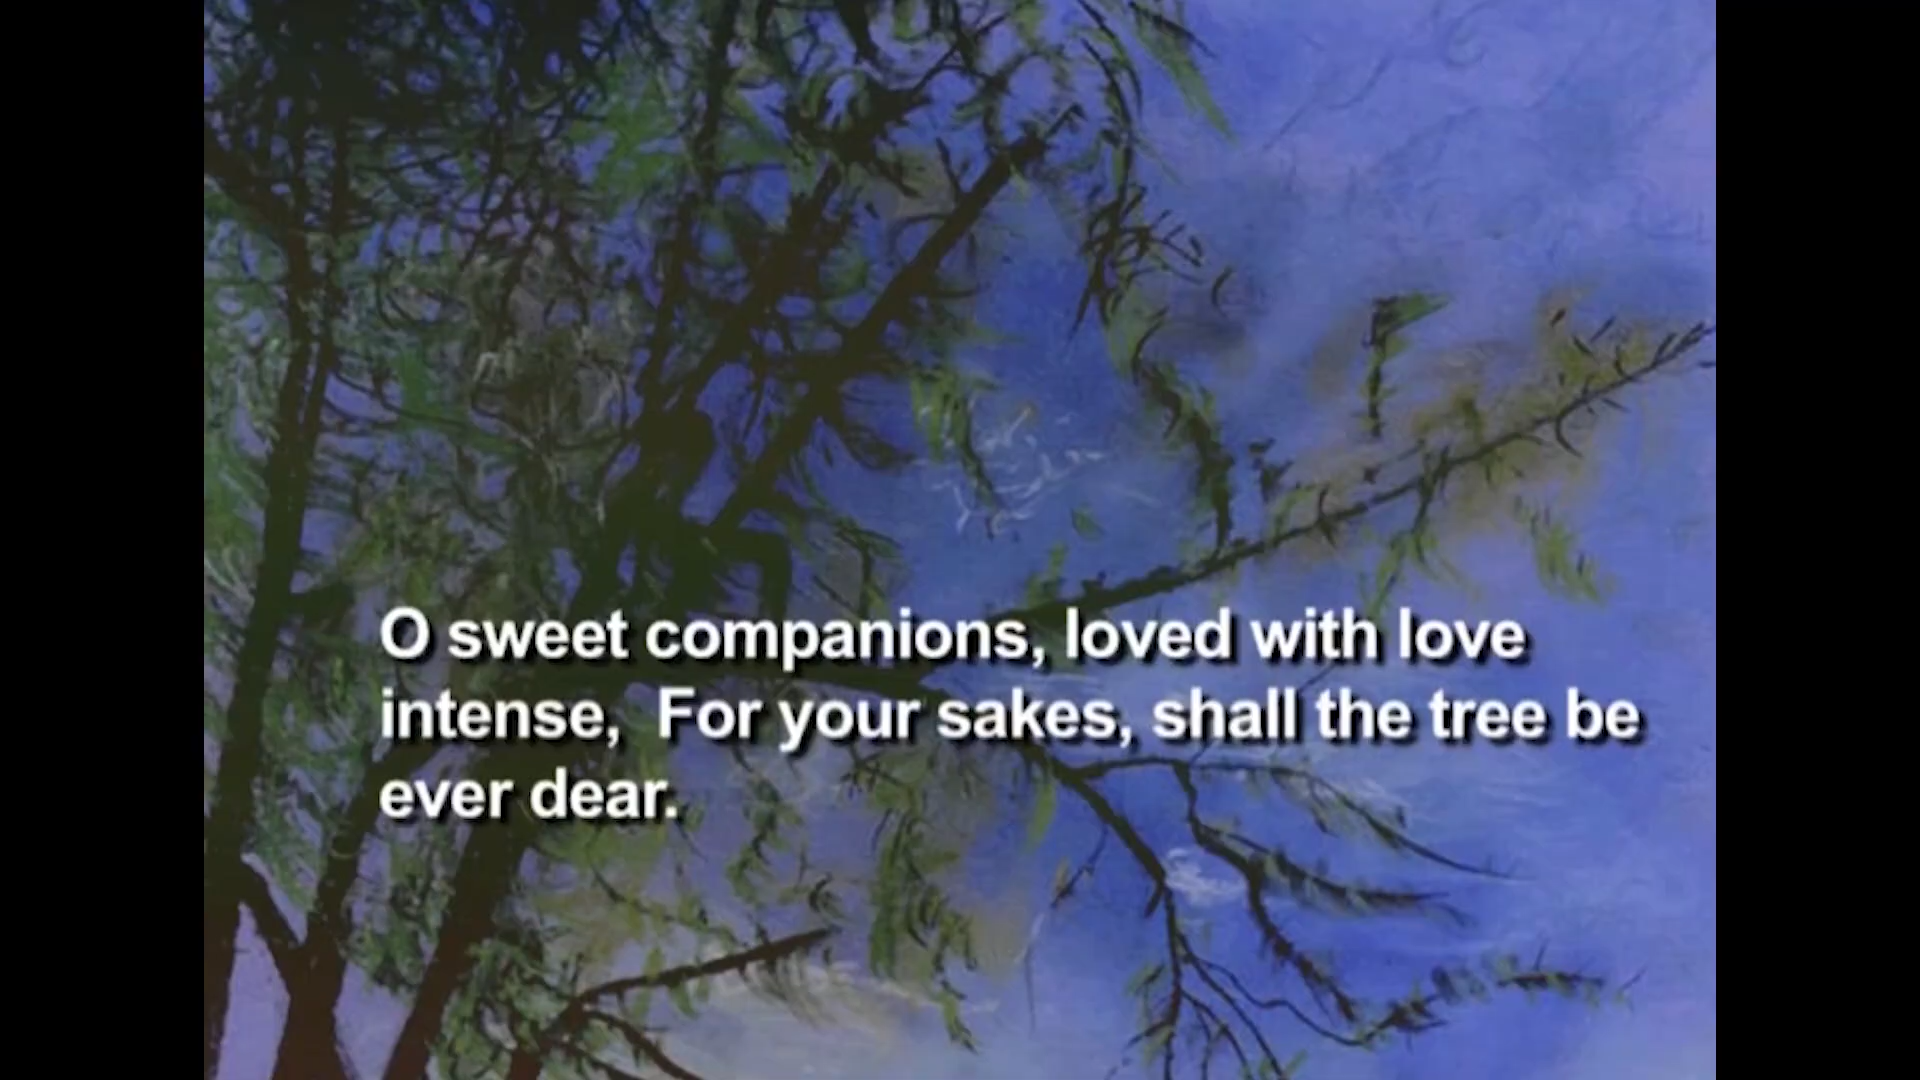 O sweet companions, loved with love
intense,  For your sakes, shall the tree be
ever dear.